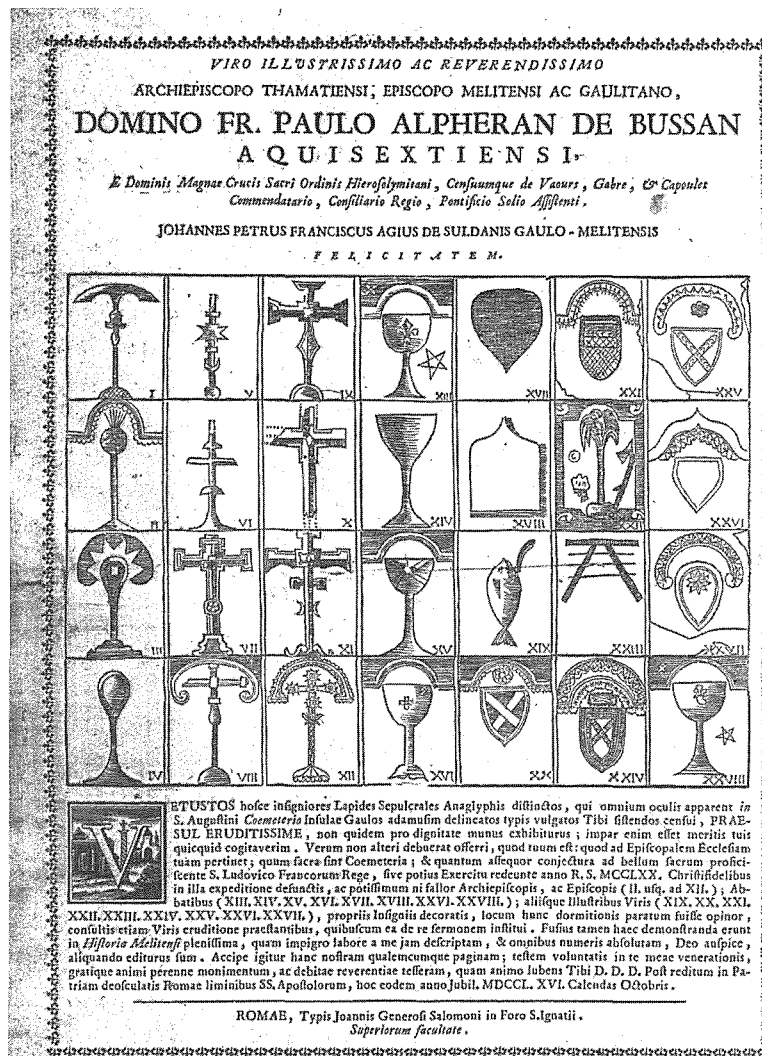 VIRO ILLVSTRISSIMO AC REVERENDISSIMO
ARCHIEPISCOPO THAMATIENSI, EPISCOPO MELITENSI AC GAULITANO,
DOMINO FR. PAULO ALPHERAN DE BUSSAN
AQUISEXTIENSI,
E Dominis Magnae Crucis Sacri Ordinis Hierosolymitani, Censuumque de Vaours, Gabre, & Capoulet
Commendatario, Consiliario Regio, Pontificio Solio Assistenti.
JOHANNES PETRUS FRANCISCUS AGIUS DE SULDANIS GAULO-MELITENSIS
FELICITATEM.
I V IX XIII XVII XXI XXV
II VI X XIV XVIII XXII XXVI
III VII XI XV XIX XXIII XXVII
IV VIII XII XVI XX XXIV XXVIII
VETUSTOS hosce insigniores Lapides Sepulcrales Anaglyphis distinctos, qui omnium oculis apparent in
S. Augustini Coemeterio Insulae Gaulos adamusim delineatos typis vulgatos Tibi sistendos censui, PRAE-
SUL ERUDITISSIME, non quidem pro dignitate munus exhibiturus; impar enim esset meritis tuis
quicquid cogitaverim. Verum non alteri debuerat offerri, quod tuum est: quod ad Episcopalem Ecclesiam
tuam pertinet; quum sacra sint Coemeteria; & quantum assequor conjectura ad bellum sacrum profici-
scente S. Ludovico Francorum Rege, sive potius Exercitu redeunte anno R. S. MCCLXX. Christifidelibus
in illa expeditione defunctis, ac potissimum ni fallor Archiepiscopis, ac Episcopis (II. usq. ad XII.); Ab-
batibus (XIII. XIV. XV. XVI. XVII. XVIII. XXVI. XXVIII.); aliisque Illustribus Viris (XIX. XX. XXI.
XXII. XXIII. XXIV. XXV. XXVI. XXVII.), propriis Insigniis decoratis, locum hunc dormitionis paratum fuisse opinor,
consultis etiam Viris eruditione praestantibus, quibuscum ea de re sermonem institui. Fusius tamen haec demonstranda erunt
in Historia Melitensi plenissima, quam impigro labore a me jam descriptam, & omnibus numeris absolutam, Deo auspice,
aliquando editurus sum. Accipe igitur hanc nostram qualemcumque paginam; testem voluntatis in te meae venerationis,
gratique animi perenne monimentum, ac debitae reverentiae tesseram, quam animo lubens Tibi D. D. D. Post reditum in Pa-
triam deosculatis Romae liminibus SS. Apostolorum, hoc eodem anno Jubil. MDCCL. XVI. Calendas Octobris.
ROMAE, Typis Joannis Generosi Salomoni in Foro S. Ignatii.
Superiorum facultate.